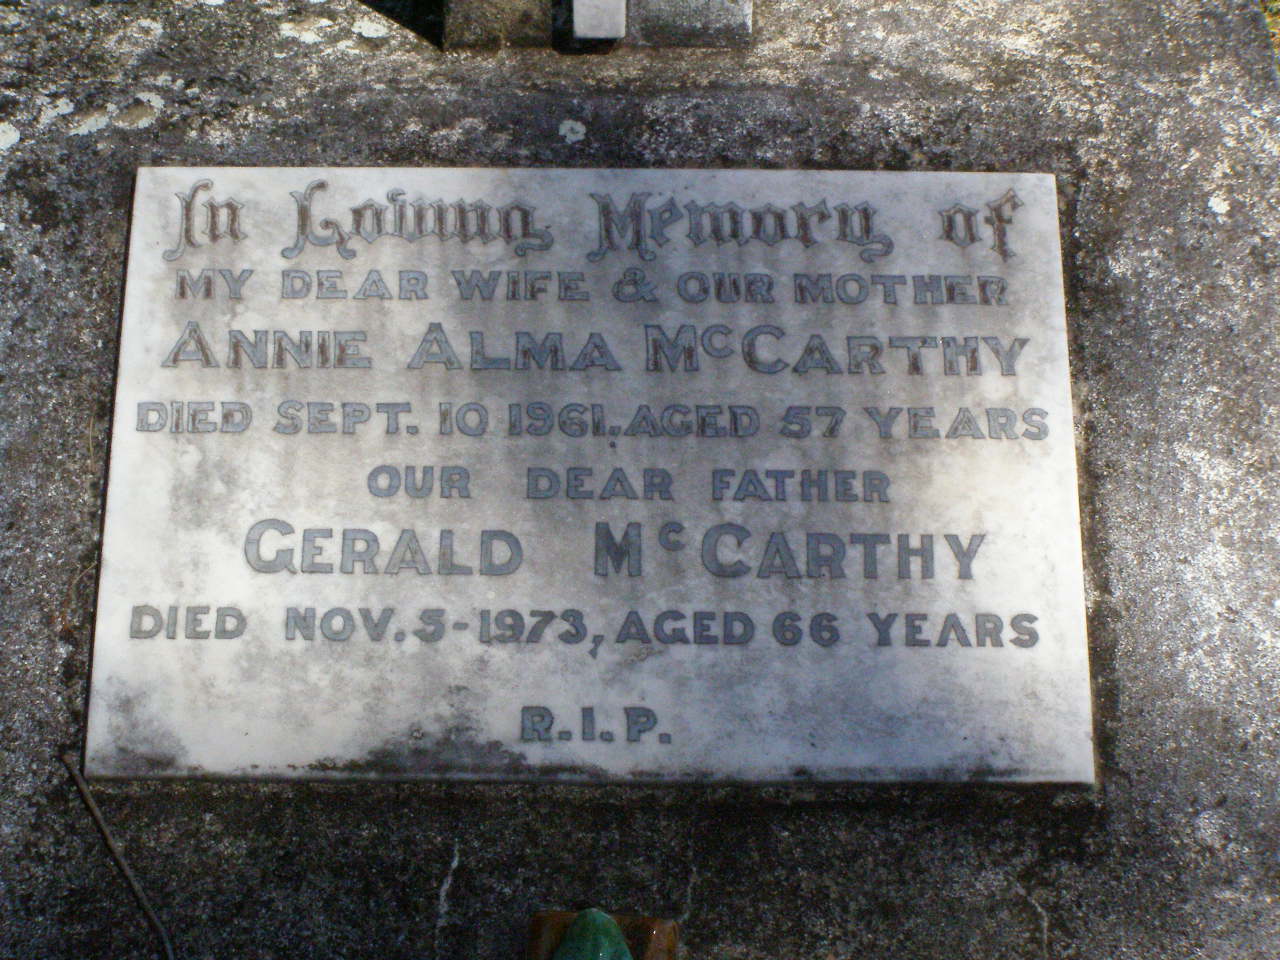 In Loving Memory of
MY DEAR WIFE & OUR MOTHER
ANNIE ALMA McCARTHY
DIED SEPT. 10 1961. AGED 57 YEARS
OUR DEAR FATHER
GERALD McCARTHY
DIED NOV. 5-1973, AGED 66 YEARS
R.I.P.